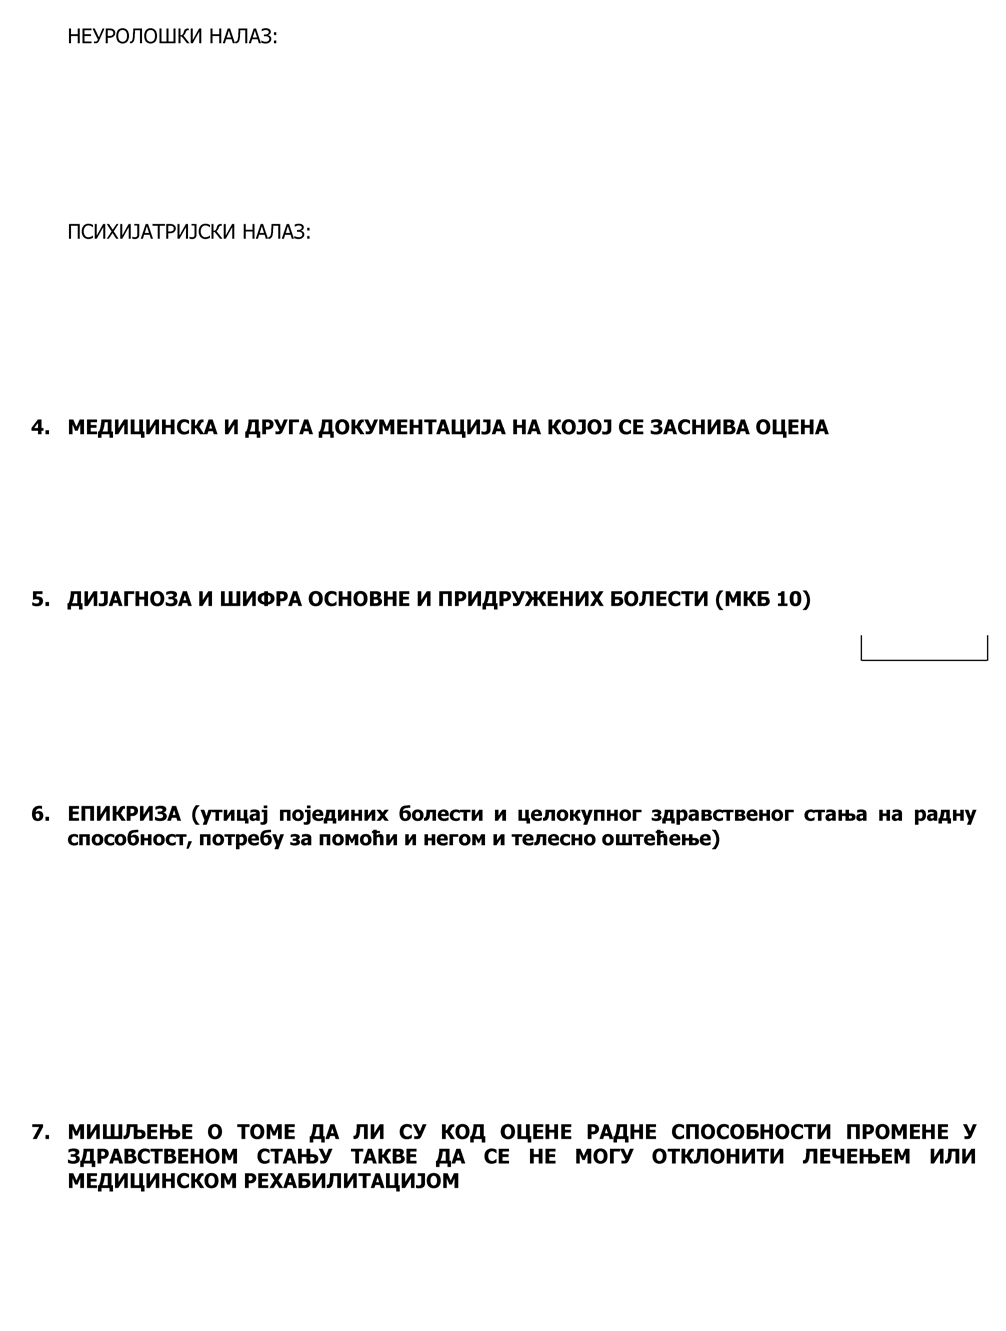 НЕУРОЛОШКИ НАЛАЗ:
ПСИХИЈАТРИЈСКИ НАЛАЗ:
4. МЕДИЦИНСКА И ДРУГА ДОКУМЕНТАЦИЈА НА КОЈОЈ СЕ ЗАСНИВА ОЦЕНА
5. ДИЈАГНОЗА И ШИФРА ОСНОВНЕ И ПРИДРУЖЕНИХ БОЛЕСТИ (МКБ 10)
6. ЕПИКРИЗА (утицај појединих болести и целокупног здравственог стања на радну
способност, потребу за помоћи и негом и телесно оштећење)
7. МИШЉЕЊЕ О ТОМЕ ДА ЛИ СУ КОД ОЦЕНЕ РАДНЕ СПОСОБНОСТИ ПРОМЕНЕ У
ЗДРАВСТВЕНОМ СТАЊУ ТАКВЕ ДА СЕ НЕ МОГУ ОТКЛОНИТИ ЛЕЧЕЊЕМ ИЛИ
МЕДИЦИНСКОМ РЕХАБИЛИТАЦИЈОМ